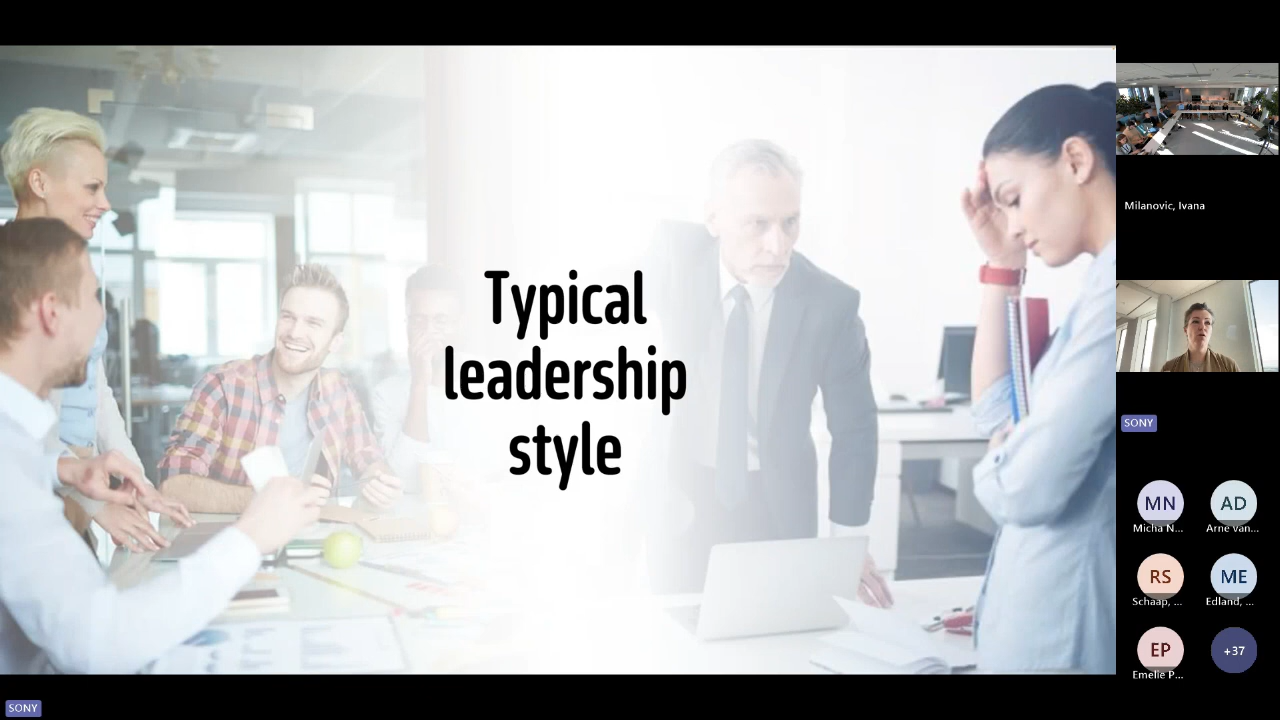 Typical
leadership
style
Milanovic, Ivana
SONY
MN
AD
Micha N...
Arne van...
RS
ME
Schaap, ...
Edland, ...
EP
+37
Emelie P...
SONY